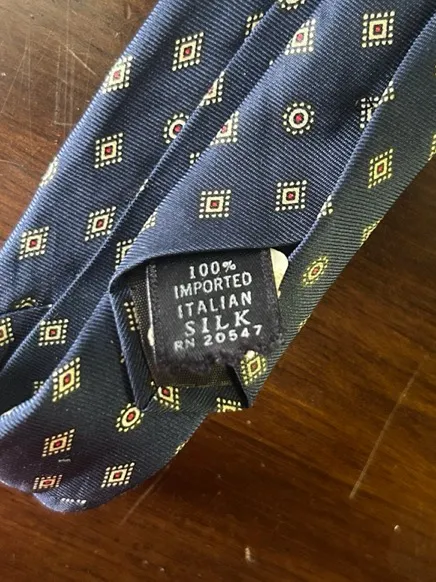 100%
IMPORTED
ITALIAN
SILK
RN 20547